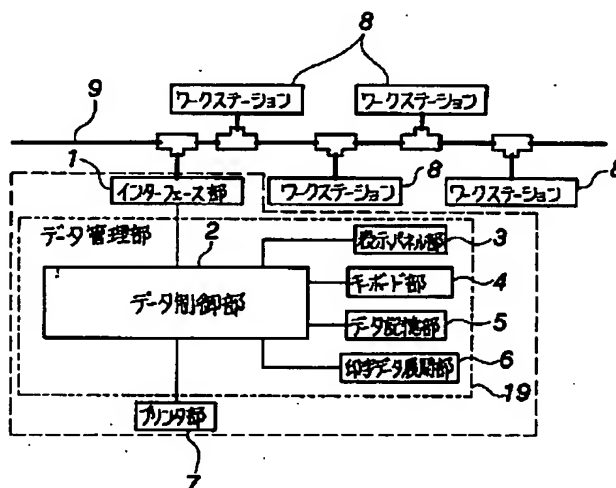 8
ワークステーション
ワークステーション
9
1
インターフェース部
8
ワークステーション
8
ワークステーション
データ管理部
2
表示パネル部
3
データ制御部
キーボード部
4
データ記憶部
5
印字データ展開部
6
19
プリンタ部
7